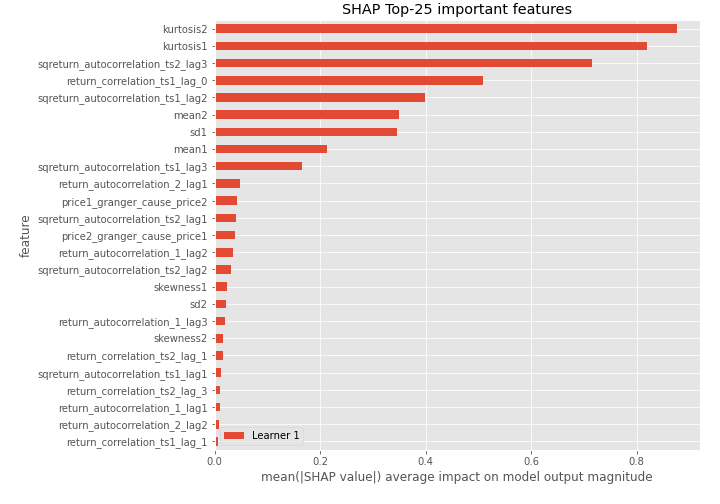 SHAP Top-25 important features
kurtosis2
kurtosis1
sqreturn_autocorrelation_ts2_lag3
return_correlation_ts1_lag_0
sqreturn_autocorrelation_ts1_lag2
mean2
sd1
mean1
sqreturn_autocorrelation_ts1_lag3
return_autocorrelation_2_lag1
price1_granger_cause_price2
sqreturn_autocorrelation_ts2_lag1
price2_granger_cause_price1
return_autocorrelation_1_lag2
sqreturn_autocorrelation_ts2_lag2
skewness1
sd2
return_autocorrelation_1_lag3
skewness2
return_correlation_ts2_lag_1
sqreturn_autocorrelation_ts1_lag1
return_correlation_ts2_lag_3
return_autocorrelation_1_lag1
return_autocorrelation_2_lag2
return_correlation_ts1_lag_1
feature
Learner 1
0.0 0.2 0.4 0.6 0.8
mean(|SHAP value|) average impact on model output magnitude